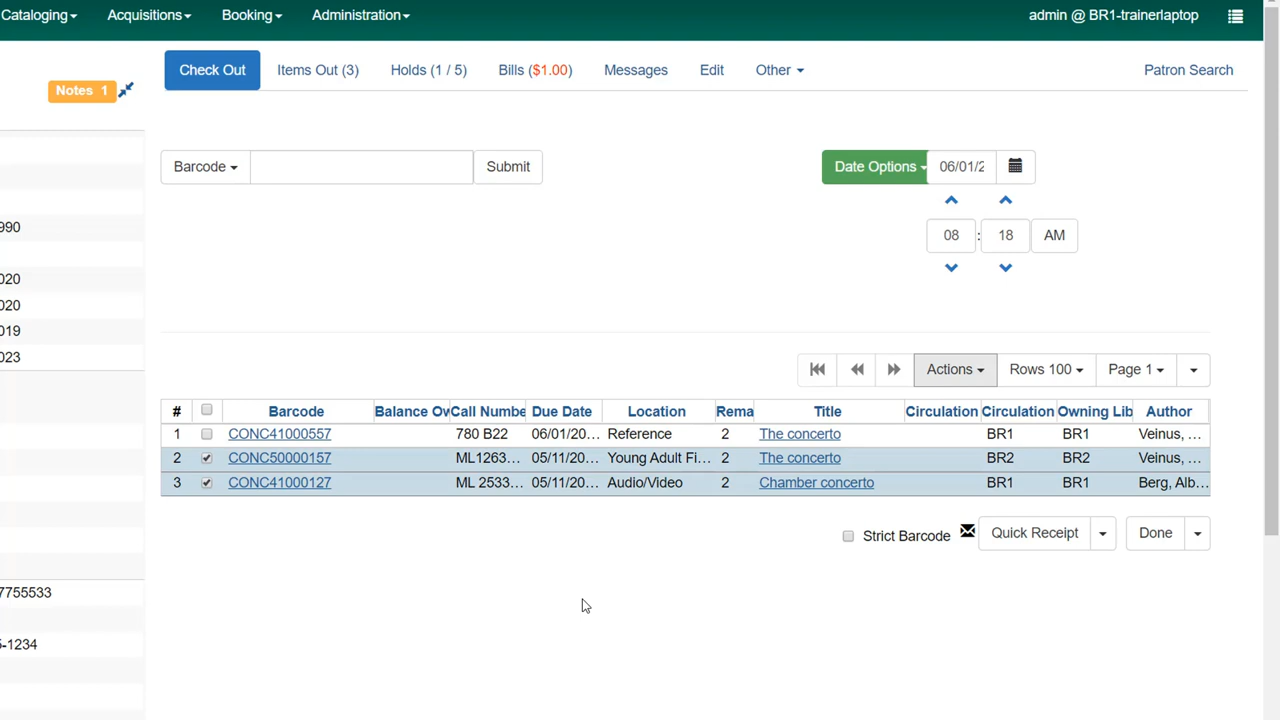 Cataloging Acquisitions Booking Administration admin @ BR1-trainerlaptop
Check Out Items Out (3) Holds (1 / 5) Bills ($1.00) Messages Edit Other Patron Search
Notes 1
Barcode Submit Date Options 06/01/2
990
08 : 18 AM
020
020
019
023
Actions Rows 100 Page 1
# Barcode Balance Ow Call Numbe Due Date Location Rema Title Circulation Circulation Owning Lib Author
1 CONC41000557 780 B22 06/01/20... Reference 2 The concerto BR1 BR1 Veinus, ...
2 CONC50000157 ML1263... 05/11/20... Young Adult Fi... 2 The concerto BR2 BR2 Veinus, ...
3 CONC41000127 ML 2533... 05/11/20... Audio/Video 2 Chamber concerto BR1 BR1 Berg, Alb...
Strict Barcode Quick Receipt Done
7755533
-1234